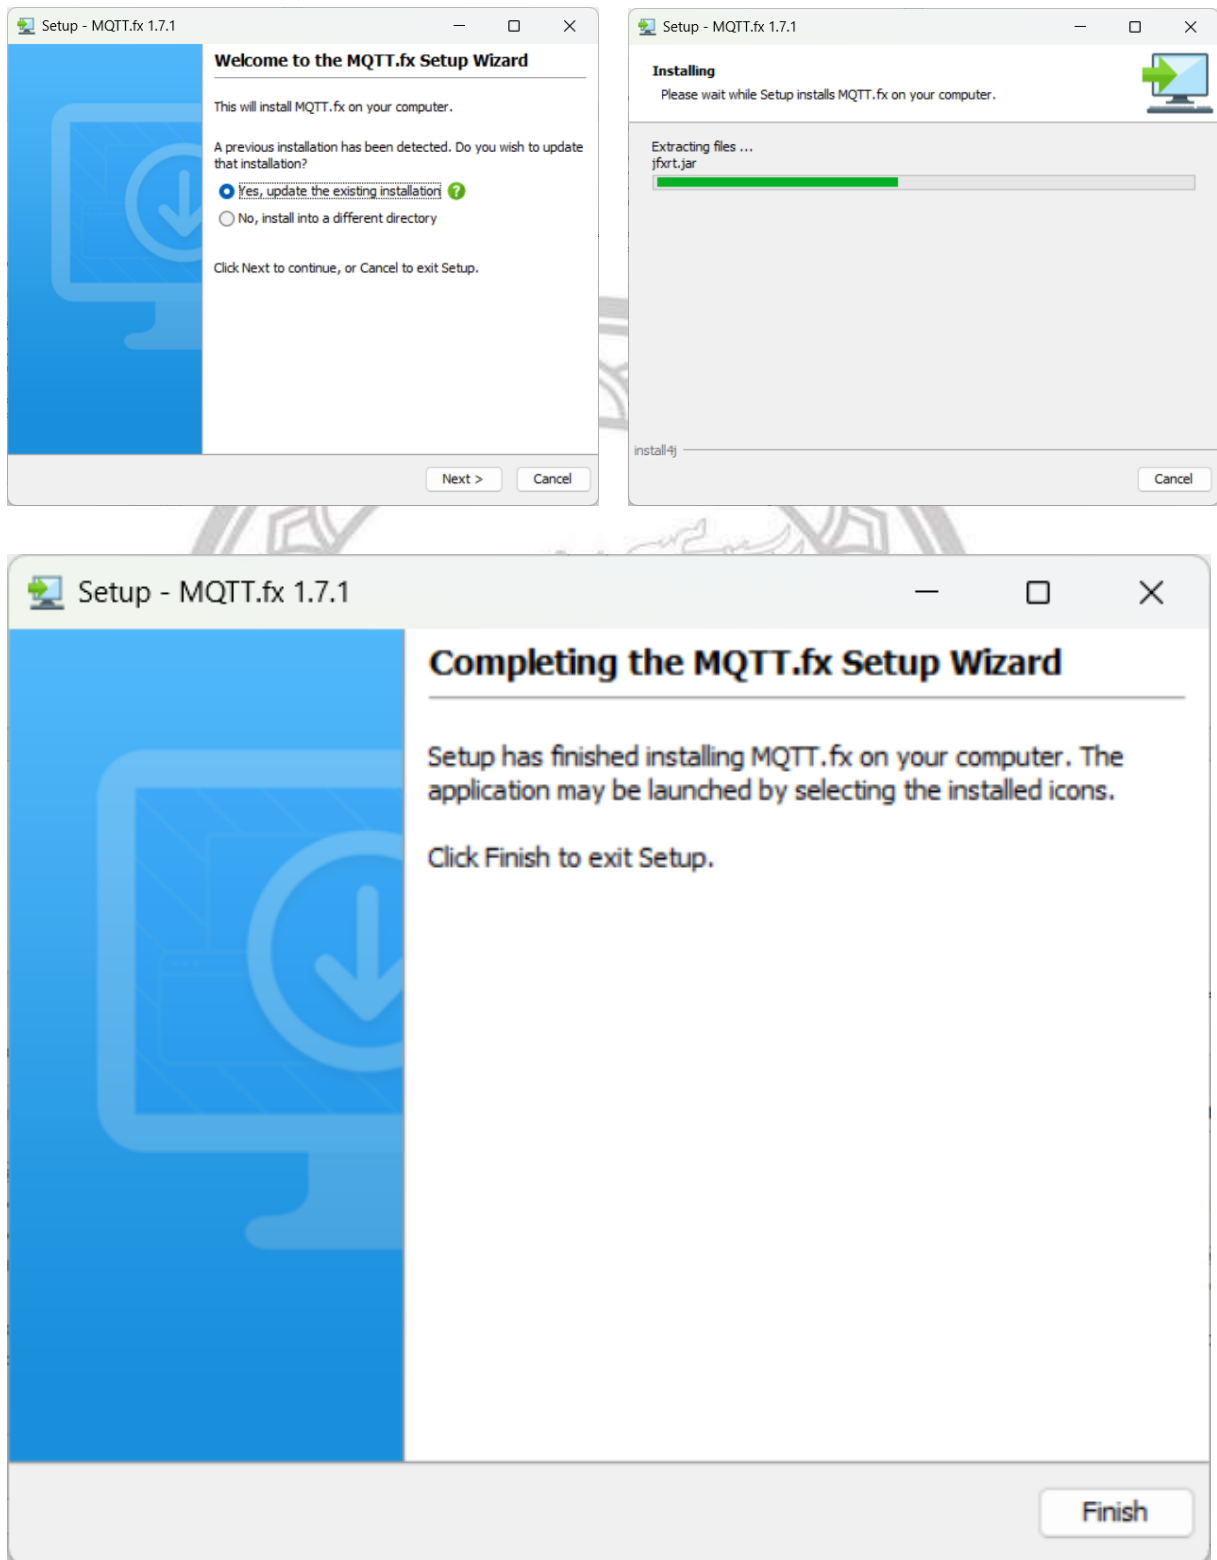 Setup - MQTT.fx 1.7.1
Welcome to the MQTT.fx Setup Wizard
This will install MQTT.fx on your computer.
A previous installation has been detected. Do you wish to update
that installation?
Yes, update the existing installation
No, install into a different directory
Click Next to continue, or Cancel to exit Setup.
Next >
Cancel
Setup - MQTT.fx 1.7.1
Installing
Please wait while Setup installs MQTT.fx on your computer.
Extracting files ...
jfxrt.jar
install4j
Cancel
Setup - MQTT.fx 1.7.1
Completing the MQTT.fx Setup Wizard
Setup has finished installing MQTT.fx on your computer. The
application may be launched by selecting the installed icons.
Click Finish to exit Setup.
Finish